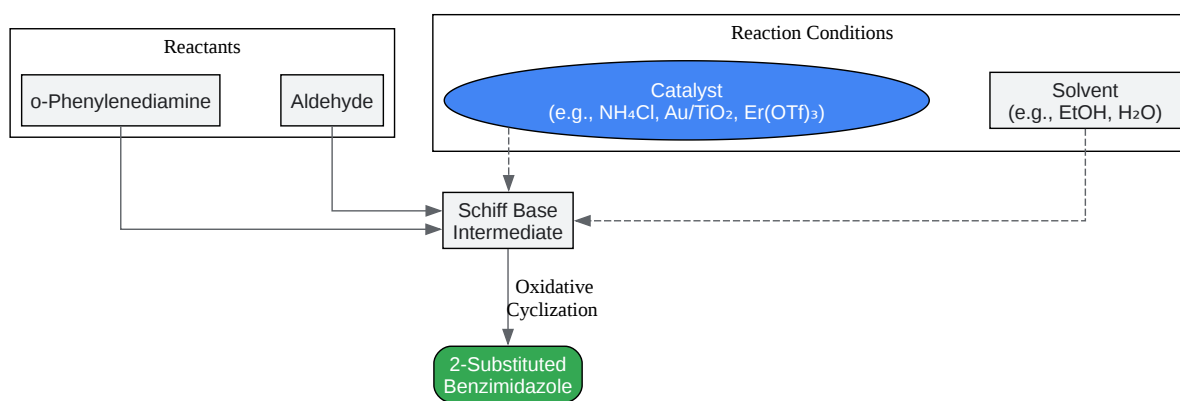 Reactants
Reaction Conditions
o-Phenylenediamine
Aldehyde
Catalyst
(e.g., NH₄Cl, Au/TiO₂, Er(OTf)₃)
Solvent
(e.g., EtOH, H₂O)
Schiff Base
Intermediate
Oxidative
Cyclization
2-Substituted
Benzimidazole